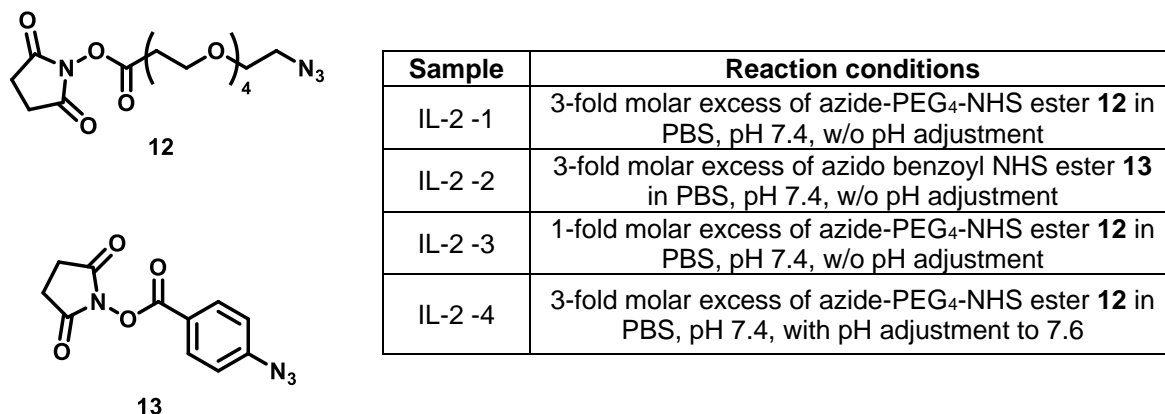 O
N
O
O
O
O
4
N3
12
O
N
O
O
O
N3
13
Sample Reaction conditions
IL-2 -1 3-fold molar excess of azide-PEG4-NHS ester 12 in
PBS, pH 7.4, w/o pH adjustment
IL-2 -2 3-fold molar excess of azido benzoyl NHS ester 13
in PBS, pH 7.4, w/o pH adjustment
IL-2 -3 1-fold molar excess of azide-PEG4-NHS ester 12 in
PBS, pH 7.4, w/o pH adjustment
IL-2 -4 3-fold molar excess of azide-PEG4-NHS ester 12 in
PBS, pH 7.4, with pH adjustment to 7.6